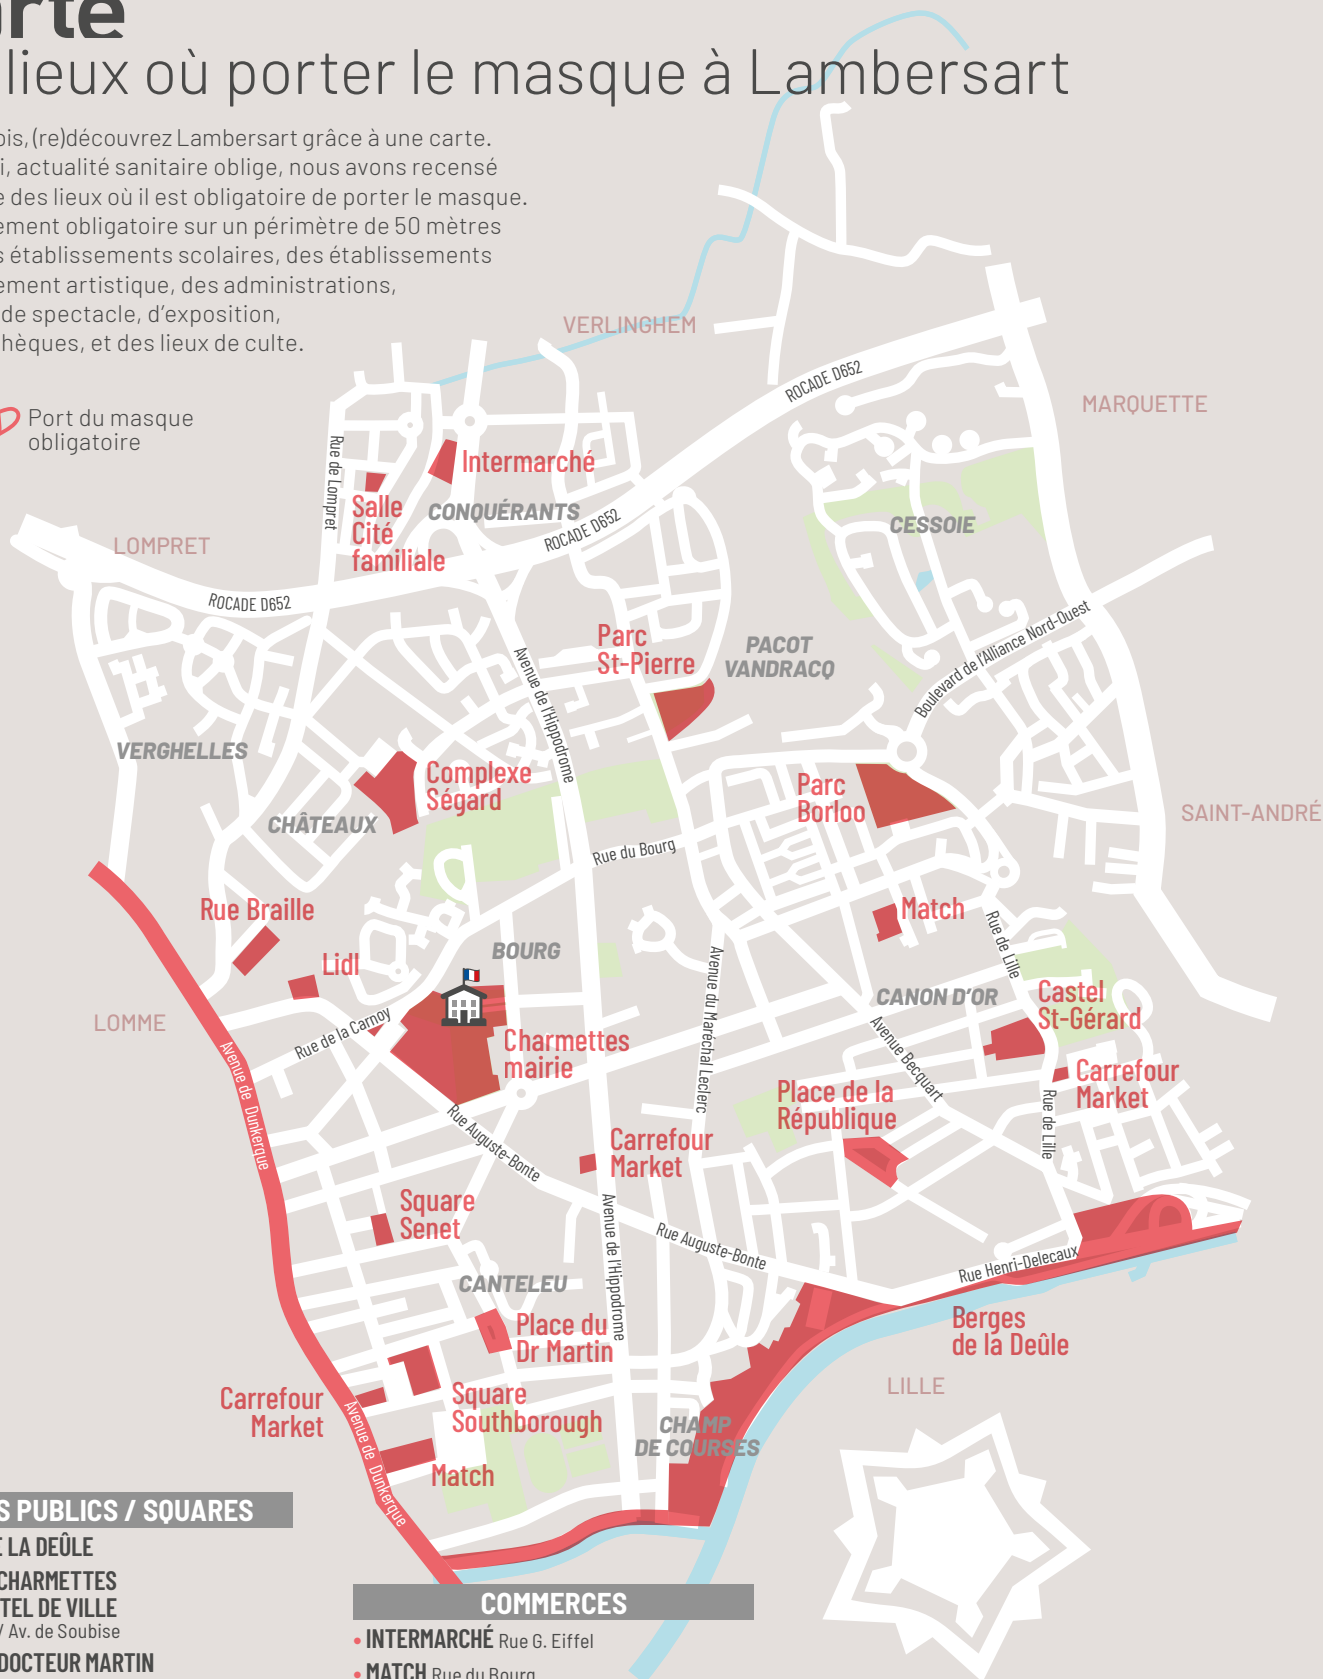 arte
lieux où porter le masque à Lambersart
ois, (re)découvrez Lambersart grâce à une carte.
i, actualité sanitaire oblige, nous avons recensé
e des lieux où il est obligatoire de porter le masque.
ement obligatoire sur un périmètre de 50 mètres
s établissements scolaires, des établissements
ement artistique, des administrations,
de spectacle, d’exposition,
hèques, et des lieux de culte.
VERLINGHEM
ROCADE D652
MARQUETTE
Port du masque
obligatoire
Rue de Lompret
Intermarché
Salle
Cité
familiale
CONQUÉRANTS
ROCADE D652
CESSOIE
LOMPRET
ROCADE D652
Boulevard de l’Alliance Nord-Ouest
Parc
St-Pierre
PACOT
VANDRACQ
Avenue de l’Hippodrome
VERGHELLES
Complexe
Ségard
Parc
Borloo
SAINT-ANDRÉ
CHÂTEAUX
Rue du Bourg
Rue Braille
Match
Rue de Lille
BOURG
Lidl
Avenue du Maréchal Leclerc
CANON D’OR
Castel
St-Gérard
LOMME
Rue de la Carnoy
Charmettes
mairie
Avenue Becquart
Carrefour
Market
Avenue de Dunkerque
Place de la
République
Rue de Lille
Rue Auguste-Bonte
Carrefour
Market
Square
Senet
Avenue de l’Hippodrome
Rue Auguste-Bonte
Rue Henri-Delecaux
CANTELEU
Place du
Dr Martin
Berges
de la Deûle
LILLE
Carrefour
Market
Square
Southborough
CHAMP
DE COURSES
Avenue de Dunkerque
Match
S PUBLICS / SQUARES
E LA DEÛLE
CHARMETTES
TEL DE VILLE
/ Av. de Soubise
DOCTEUR MARTIN
COMMERCES
• INTERMARCHÉ Rue G. Eiffel
• MATCH Rue du Bourg